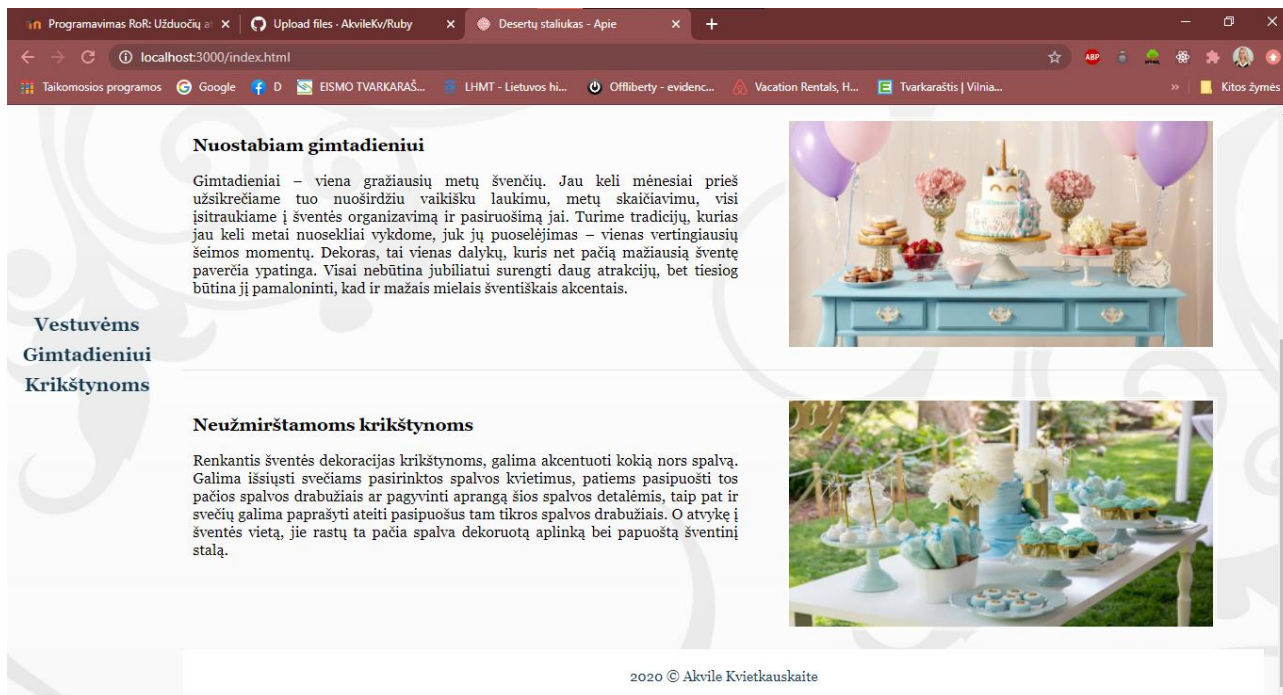 Programavimas RoR: Užduočių at
Upload files · AkvileKv/Ruby
Desertų staliukas - Apie
localhost:3000/index.html
ABP
Taikomosios programos
Google
D
EISMO TVARKARAŠ...
LHMT - Lietuvos hi...
Offliberty - evidenc...
Vacation Rentals, H...
Tvarkaraštis | Vilnia...
»
Kitos žymės
Nuostabiam gimtadieniui
Gimtadieniai – viena gražiausių metų švenčių. Jau keli mėnesiai prieš
užsikrečiame tuo nuoširdžiu vaikišku laukimu, metų skaičiavimu, visi
įsitraukiame į šventės organizavimą ir pasiruošimą jai. Turime tradicijų, kurias
jau keli metai nuosekliai vykdome, juk jų puoselėjimas – vienas vertingiausių
šeimos momentų. Dekoras, tai vienas dalykų, kuris net pačią mažiausią šventę
paverčia ypatinga. Visai nebūtina jubiliatui surengti daug atrakcijų, bet tiesiog
būtina jį pamaloninti, kad ir mažais mielais šventiškais akcentais.
Vestuvėms
Gimtadieniui
Krikštynoms
Neužmirštamoms krikštynoms
Renkantis šventės dekoracijas krikštynoms, galima akcentuoti kokią nors spalvą.
Galima išsiųsti svečiams pasirinktos spalvos kvietimus, patiems pasipuošti tos
pačios spalvos drabužiais ar pagyvinti aprangą šios spalvos detalėmis, taip pat ir
svečių galima paprašyti ateiti pasipuošus tam tikros spalvos drabužiais. O atvykę į
šventės vietą, jie rastų ta pačia spalva dekoruotą aplinką bei papuoštą šventinį
stalą.
2020 © Akvile Kvietkauskaite